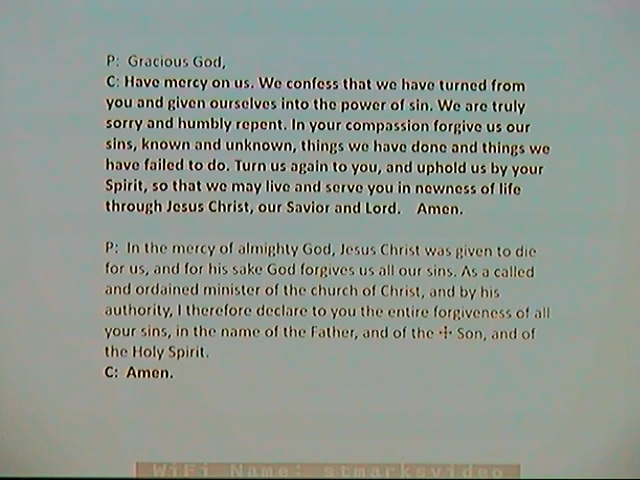 P: Gracious God,
C: Have mercy on us. We confess that we have turned from
you and given ourselves into the power of sin. We are truly
sorry and humbly repent. In your compassion forgive us our
sins, known and unknown, things we have done and things we
have failed to do. Turn us again to you, and uphold us by your
Spirit, so that we may live and serve you in newness of life
through Jesus Christ, our Savior and Lord. Amen.
P: In the mercy of almighty God, Jesus Christ was given to die
for us, and for his sake God forgives us all our sins. As a called
and ordained minister of the church of Christ, and by his
authority, I therefore declare to you the entire forgiveness of all
your sins, in the name of the Father, and of the ☩ Son, and of
the Holy Spirit.
C: Amen.
WiFi Name: stmarksvideo